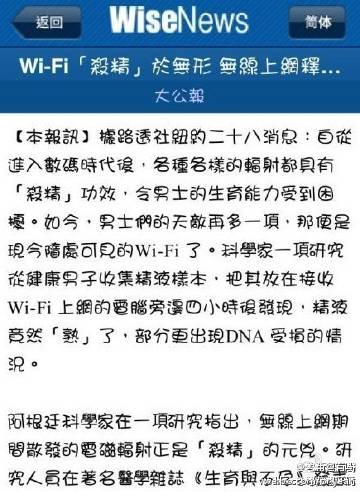 返回
WiseNews
简体
Wi-Fi「殺精」於無形 無線上網釋...
大公報
【本報訊】據路透社紐約二十八消息：自從
進入數碼時代後，各種各樣的輻射都具有
「殺精」功效，令男士的生育能力受到困
擾。如今，男士們的天敵再多一項，那便是
現今隨處可見的Wi-Fi 了。科學家一項研究
從健康男子收集精液樣本，把其放在接收
Wi-Fi 上網的電腦旁邊四小時後發現，精液
竟然「熟」了，部分更出現DNA 受損的情
況。
阿根廷科學家在一項研究指出，無線上網期
間散發的電磁輻射正是「殺精」的元兇。研
究人員在著名醫學雜誌《生育與不孕》發表